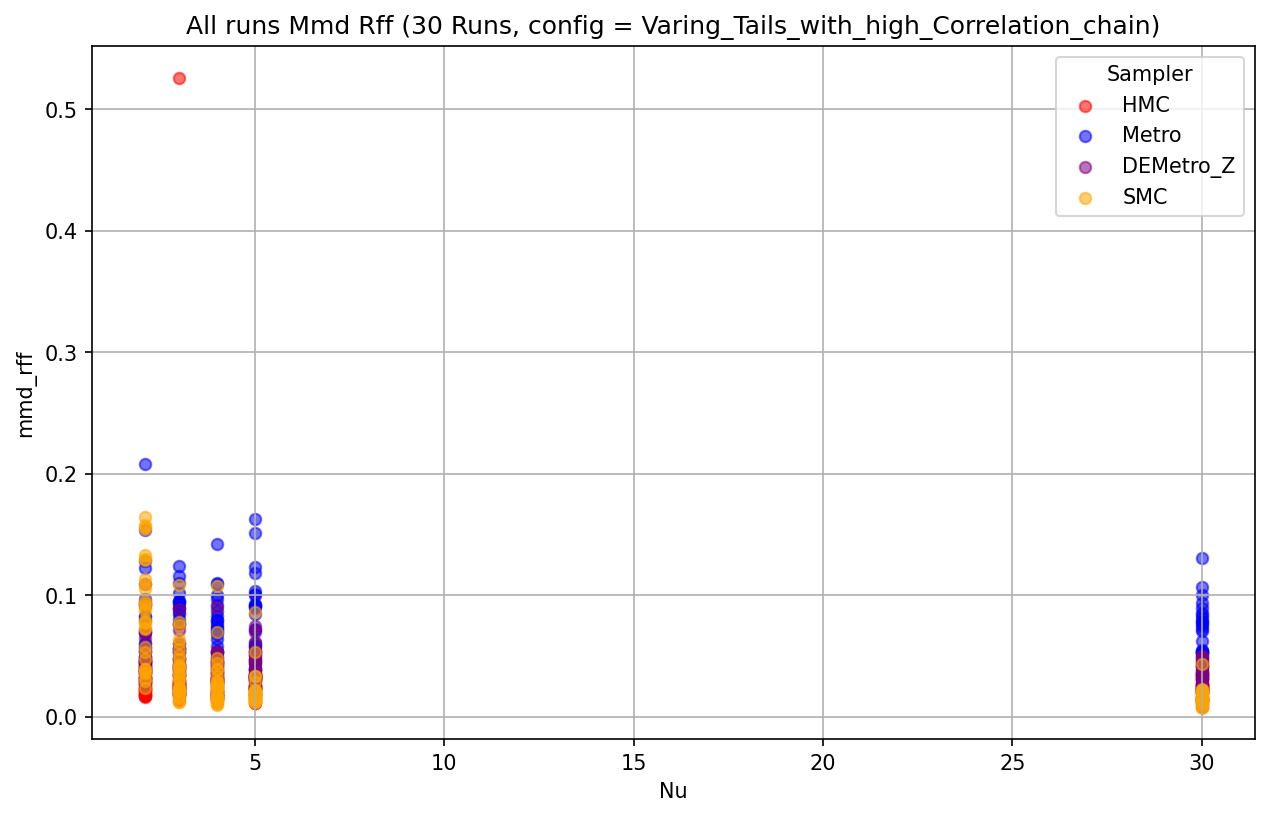 All runs Mmd Rff (30 Runs, config = Varing_Tails_with_high_Correlation_chain)
Sampler
HMC
Metro
DEMetro_Z
SMC
0.5
0.4
0.3
0.2
0.1
0.0
mmd_rff
5
10
15
20
25
30
Nu